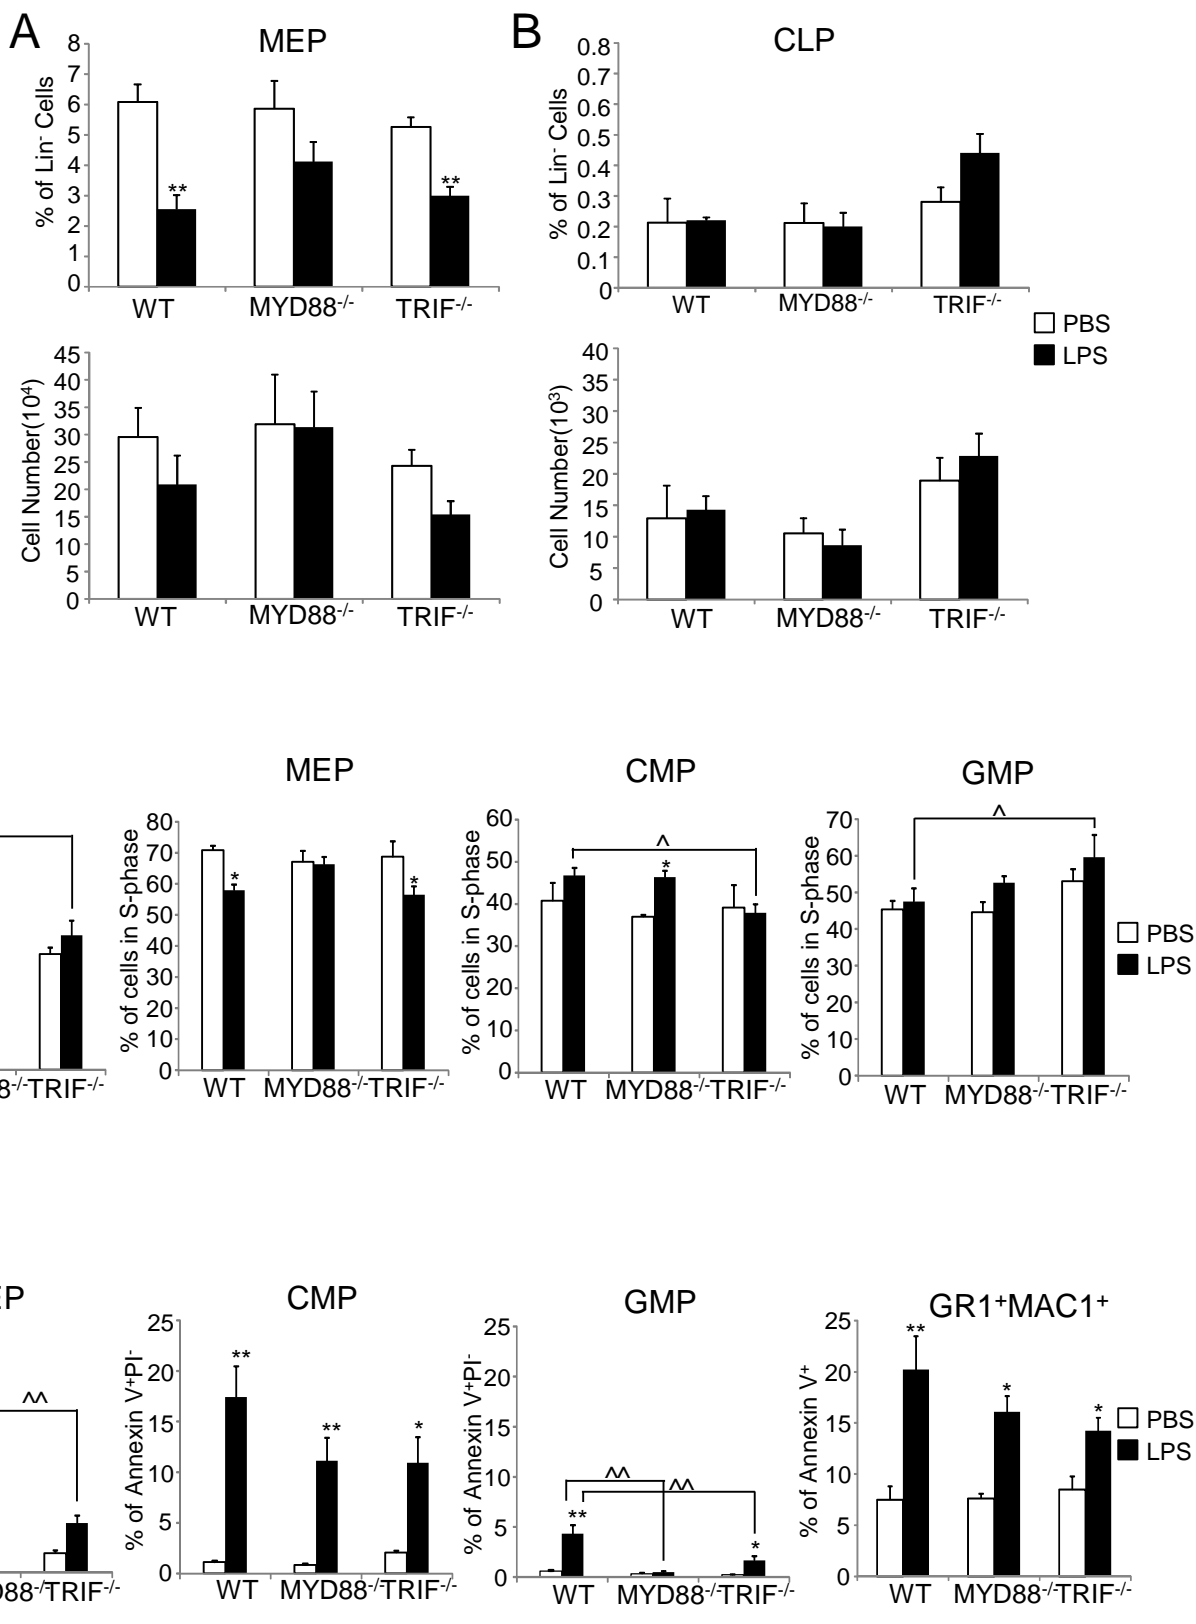 A
MEP
% of Lin- Cells
8
7
6
5
4
3
2
1
0
**
**
WT
MYD88-/-
TRIF-/-
B
CLP
% of Lin- Cells
0.8
0.7
0.6
0.5
0.4
0.3
0.2
0.1
0
WT
MYD88-/-
TRIF-/-
PBS
LPS
Cell Number(10⁴)
45
40
35
30
25
20
15
10
5
0
WT
MYD88-/-
TRIF-/-
Cell Number(10³)
40
35
30
25
20
15
10
5
0
WT
MYD88-/-
TRIF-/-
8-/-TRIF-/-
MEP
% of cells in S-phase
80
70
60
50
40
30
20
10
0
*
*
WT MYD88-/-TRIF-/-
CMP
% of cells in S-phase
60
50
40
30
20
10
0
^
*
WT MYD88-/-TRIF-/-
GMP
% of cells in S-phase
70
60
50
40
30
20
10
0
^
WT MYD88-/-TRIF-/-
PBS
LPS
EP
^^
D88-/-TRIF-/-
CMP
% of Annexin V+PI-
25
20
15
10
5
0
**
**
*
WT MYD88-/-TRIF-/-
GMP
% of Annexin V+PI-
25
20
15
10
5
0
^^
^^
**
*
WT MYD88-/-TRIF-/-
GR1+MAC1+
% of Annexin V+
25
20
15
10
5
0
**
*
*
WT MYD88-/-TRIF-/-
PBS
LPS